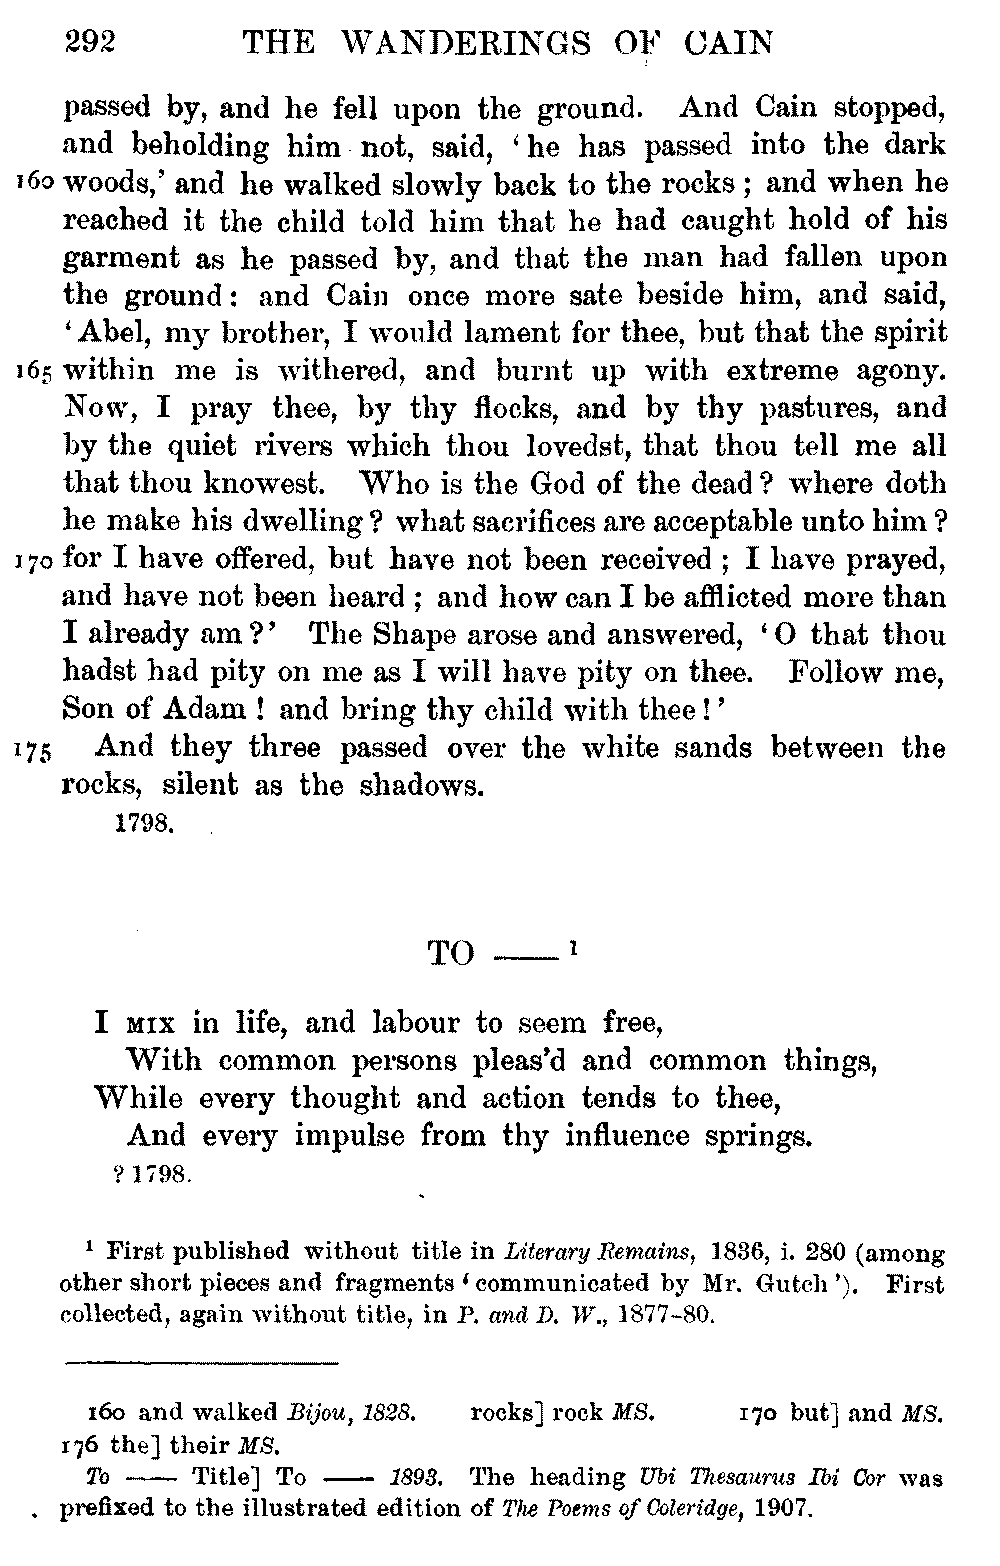 292 THE WANDERINGS OF CAIN
passed by, and he fell upon the ground. And Cain stopped,
and beholding him not, said, ‘he has passed into the dark
160 woods,’ and he walked slowly back to the rocks; and when he
reached it the child told him that he had caught hold of his
garment as he passed by, and that the man had fallen upon
the ground: and Cain once more sate beside him, and said,
‘Abel, my brother, I would lament for thee, but that the spirit
165 within me is withered, and burnt up with extreme agony.
Now, I pray thee, by thy flocks, and by thy pastures, and
by the quiet rivers which thou lovedst, that thou tell me all
that thou knowest. Who is the God of the dead? where doth
he make his dwelling? what sacrifices are acceptable unto him?
170 for I have offered, but have not been received; I have prayed,
and have not been heard; and how can I be afflicted more than
I already am?’ The Shape arose and answered, ‘O that thou
hadst had pity on me as I will have pity on thee. Follow me,
Son of Adam! and bring thy child with thee!’
175 And they three passed over the white sands between the
rocks, silent as the shadows.
1798.
TO —— 1
I MIX in life, and labour to seem free,
With common persons pleas’d and common things,
While every thought and action tends to thee,
And every impulse from thy influence springs.
? 1798.
1 First published without title in Literary Remains, 1836, i. 280 (among
other short pieces and fragments ‘communicated by Mr. Gutch’). First
collected, again without title, in P. and D. W., 1877-80.
160 and walked Bijou, 1828. rocks] rock MS. 170 but] and MS.
176 the] their MS.
To —— Title] To —— 1893. The heading Ubi Thesaurus Ibi Cor was
prefixed to the illustrated edition of The Poems of Coleridge, 1907.